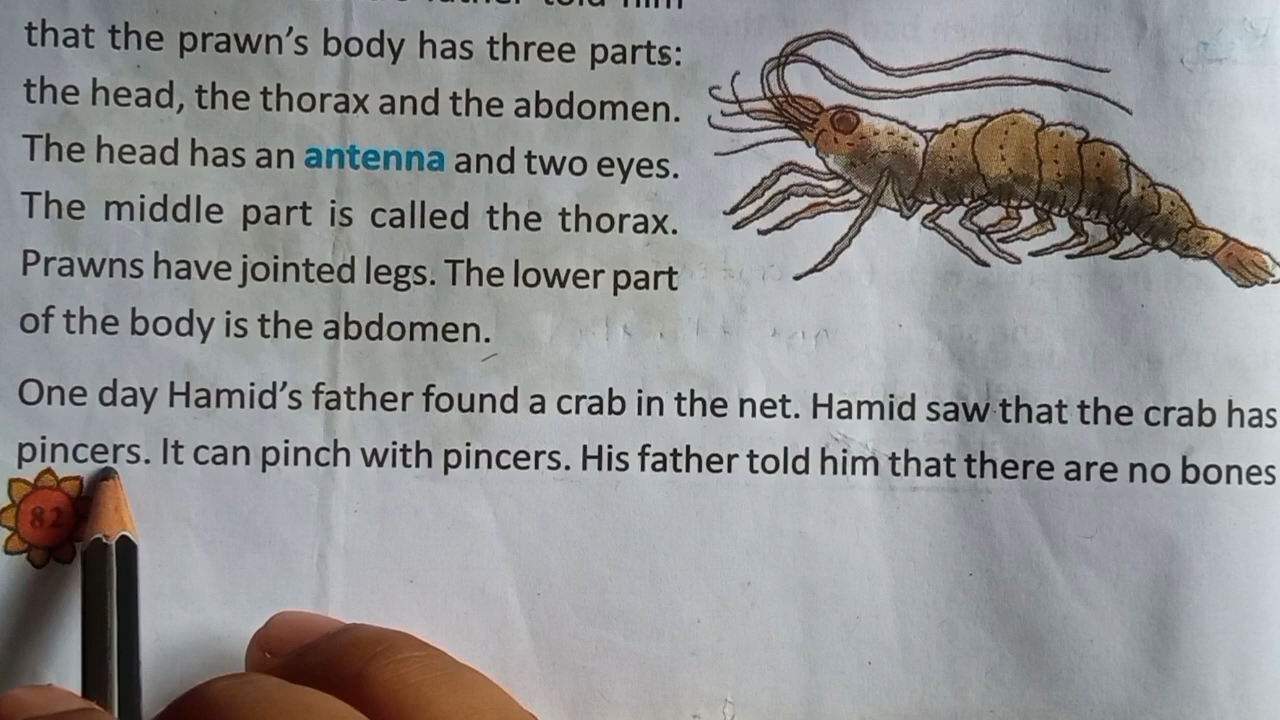 father told him
that the prawn's body has three parts:
the head, the thorax and the abdomen.
The head has an antenna and two eyes.
The middle part is called the thorax.
Prawns have jointed legs. The lower part
of the body is the abdomen.
One day Hamid's father found a crab in the net. Hamid saw that the crab has
pincers. It can pinch with pincers. His father told him that there are no bones
82